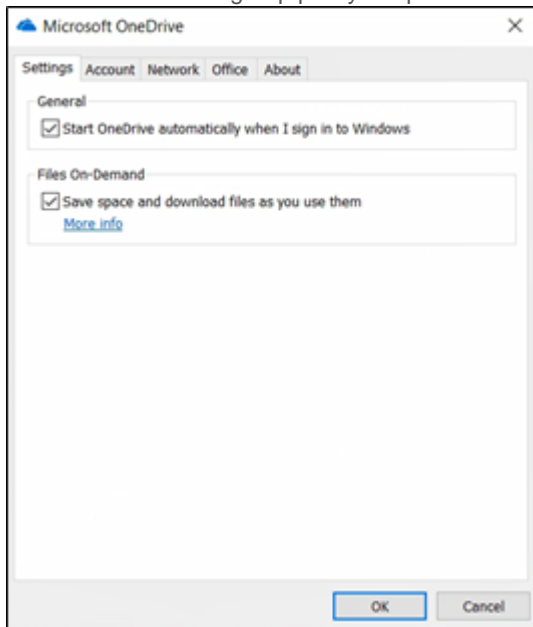 Microsoft OneDrive
Settings Account Network Office About
General
Start OneDrive automatically when I sign in to Windows
Files On-Demand
Save space and download files as you use them
More info
OK Cancel